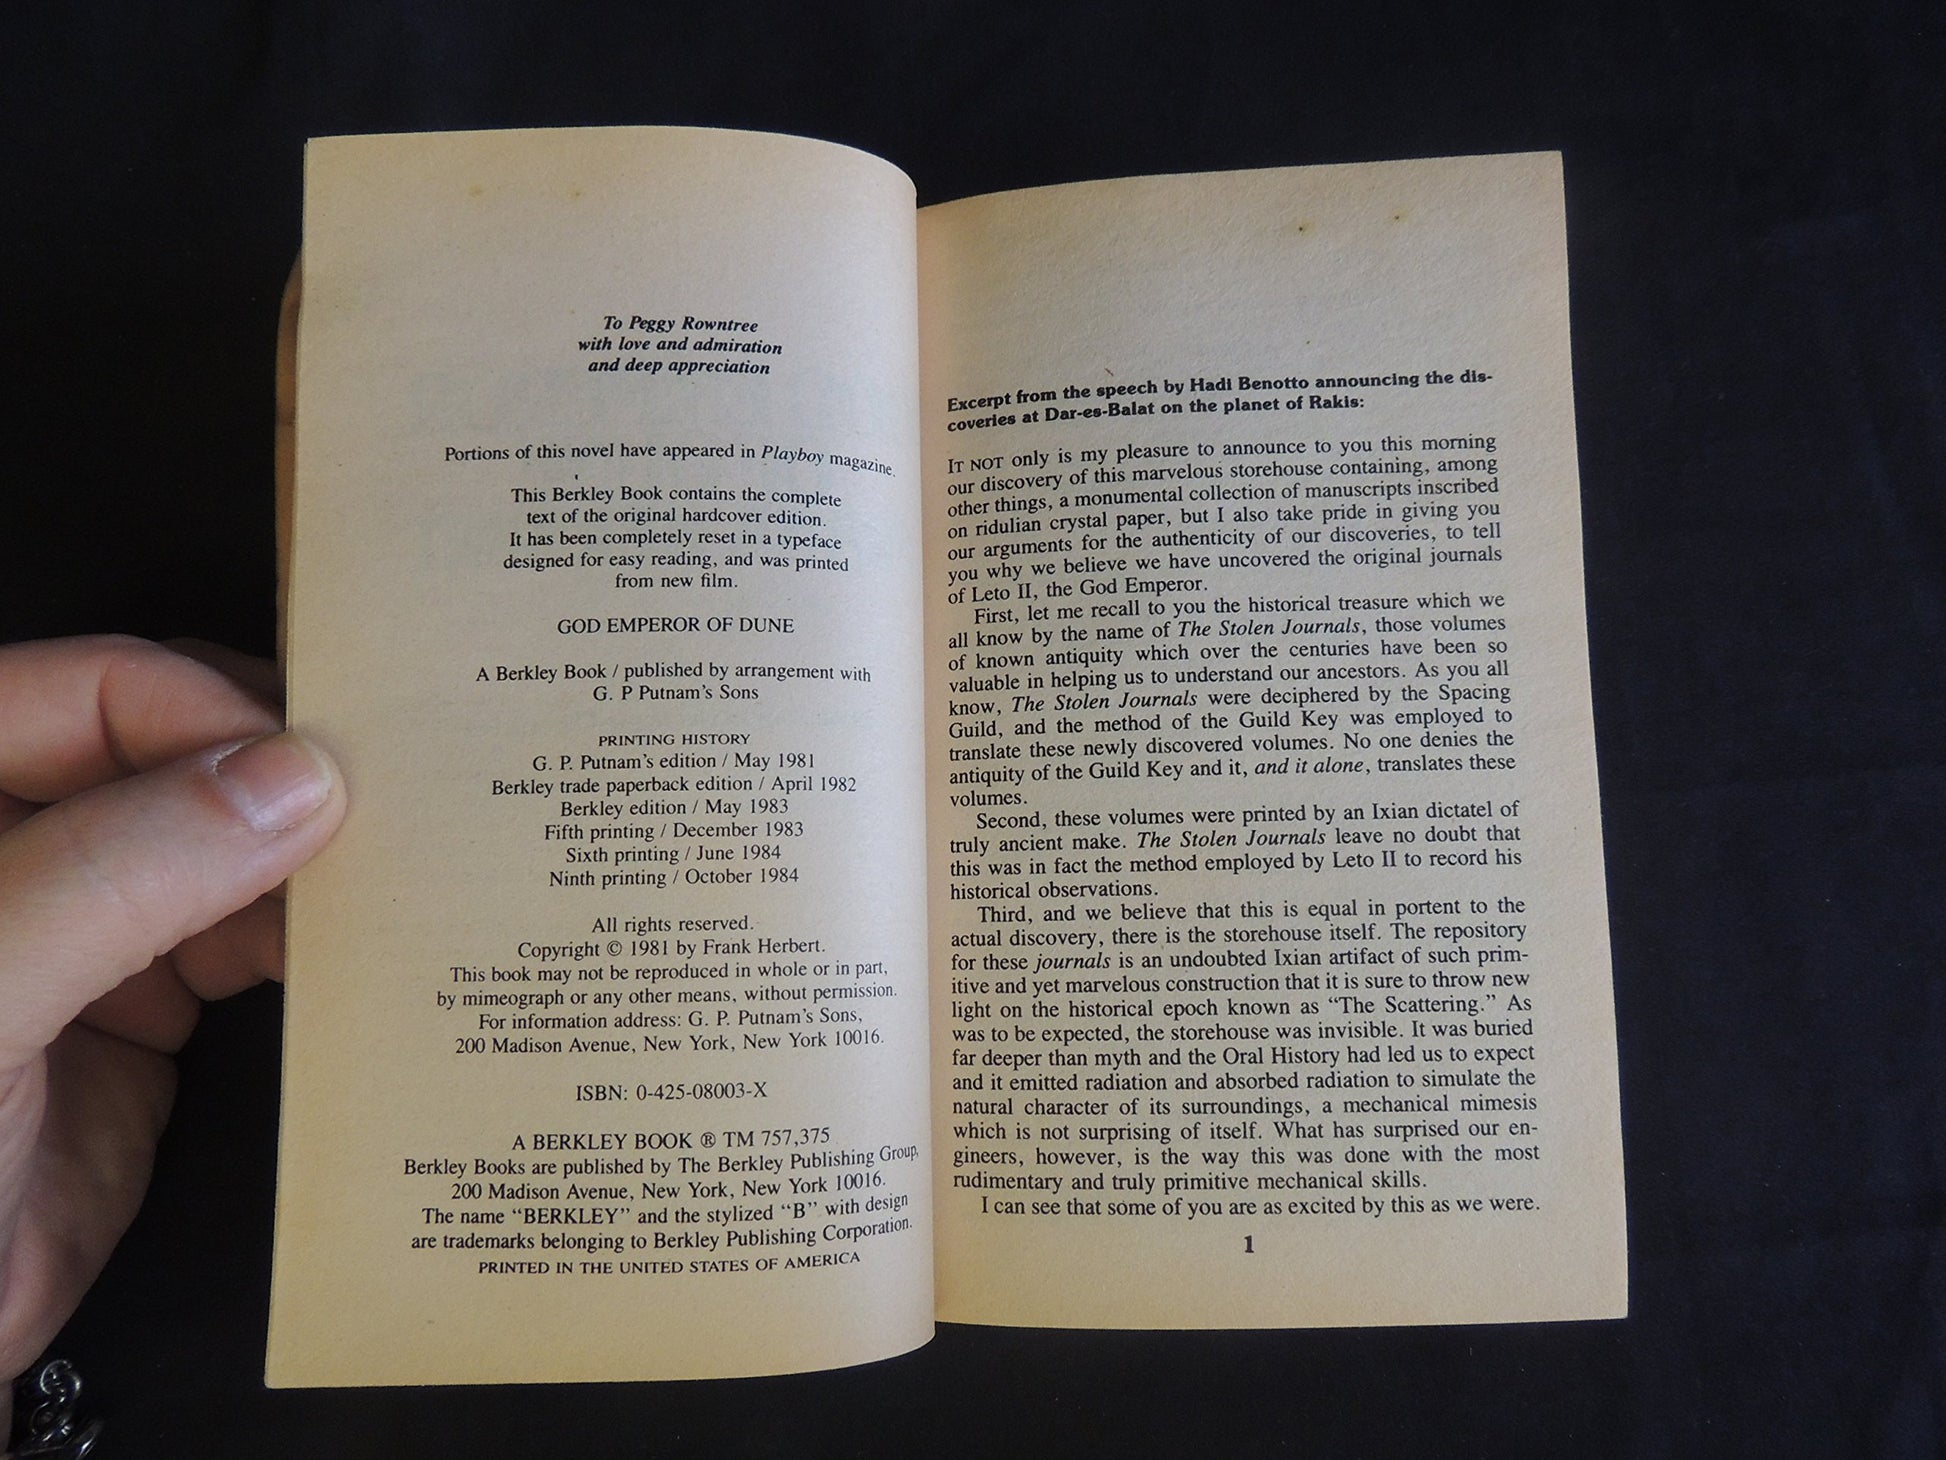 To Peggy Rowntree
with love and admiration
and deep appreciation
Portions of this novel have appeared in Playboy magazine.
This Berkley Book contains the complete
text of the original hardcover edition.
It has been completely reset in a typeface
designed for easy reading, and was printed
from new film.
GOD EMPEROR OF DUNE
A Berkley Book / published by arrangement with
G. P Putnam's Sons
PRINTING HISTORY
G. P. Putnam's edition / May 1981
Berkley trade paperback edition / April 1982
Berkley edition / May 1983
Fifth printing / December 1983
Sixth printing / June 1984
Ninth printing / October 1984
All rights reserved.
Copyright © 1981 by Frank Herbert.
This book may not be reproduced in whole or in part,
by mimeograph or any other means, without permission.
For information address: G. P. Putnam's Sons,
200 Madison Avenue, New York, New York 10016.
ISBN: 0-425-08003-X
A BERKLEY BOOK ® TM 757,375
Berkley Books are published by The Berkley Publishing Group,
200 Madison Avenue, New York, New York 10016.
The name “BERKLEY” and the stylized “B” with design
are trademarks belonging to Berkley Publishing Corporation.
PRINTED IN THE UNITED STATES OF AMERICA
Excerpt from the speech by Hadi Benotto announcing the dis-
coveries at Dar-es-Balat on the planet of Rakis:
IT NOT only is my pleasure to announce to you this morning
our discovery of this marvelous storehouse containing, among
other things, a monumental collection of manuscripts inscribed
on ridulian crystal paper, but I also take pride in giving you
our arguments for the authenticity of our discoveries, to tell
you why we believe we have uncovered the original journals
of Leto II, the God Emperor.
First, let me recall to you the historical treasure which we
all know by the name of The Stolen Journals, those volumes
of known antiquity which over the centuries have been so
valuable in helping us to understand our ancestors. As you all
know, The Stolen Journals were deciphered by the Spacing
Guild, and the method of the Guild Key was employed to
translate these newly discovered volumes. No one denies the
antiquity of the Guild Key and it, and it alone, translates these
volumes.
Second, these volumes were printed by an Ixian dictatel of
truly ancient make. The Stolen Journals leave no doubt that
this was in fact the method employed by Leto II to record his
historical observations.
Third, and we believe that this is equal in portent to the
actual discovery, there is the storehouse itself. The repository
for these journals is an undoubted Ixian artifact of such prim-
itive and yet marvelous construction that it is sure to throw new
light on the historical epoch known as “The Scattering.” As
was to be expected, the storehouse was invisible. It was buried
far deeper than myth and the Oral History had led us to expect
and it emitted radiation and absorbed radiation to simulate the
natural character of its surroundings, a mechanical mimesis
which is not surprising of itself. What has surprised our en-
gineers, however, is the way this was done with the most
rudimentary and truly primitive mechanical skills.
I can see that some of you are as excited by this as we were.
1